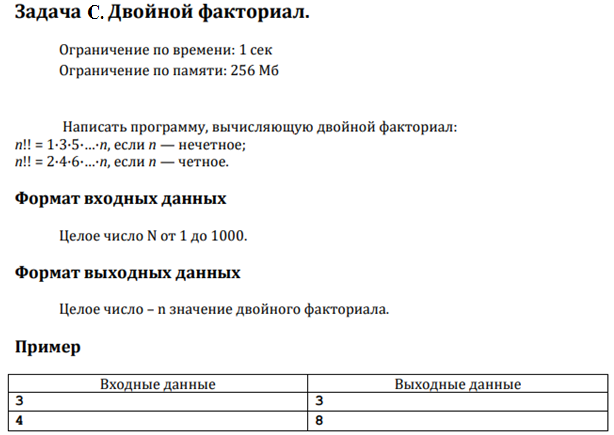 Задача C. Двойной факториал.
Ограничение по времени: 1 сек
Ограничение по памяти: 256 Мб
Написать программу, вычисляющую двойной факториал:
n!! = 1·3·5·...·n, если n — нечетное;
n!! = 2·4·6·...·n, если n — четное.
Формат входных данных
Целое число N от 1 до 1000.
Формат выходных данных
Целое число – n значение двойного факториала.
Пример
Входные данные Выходные данные
3 3
4 8